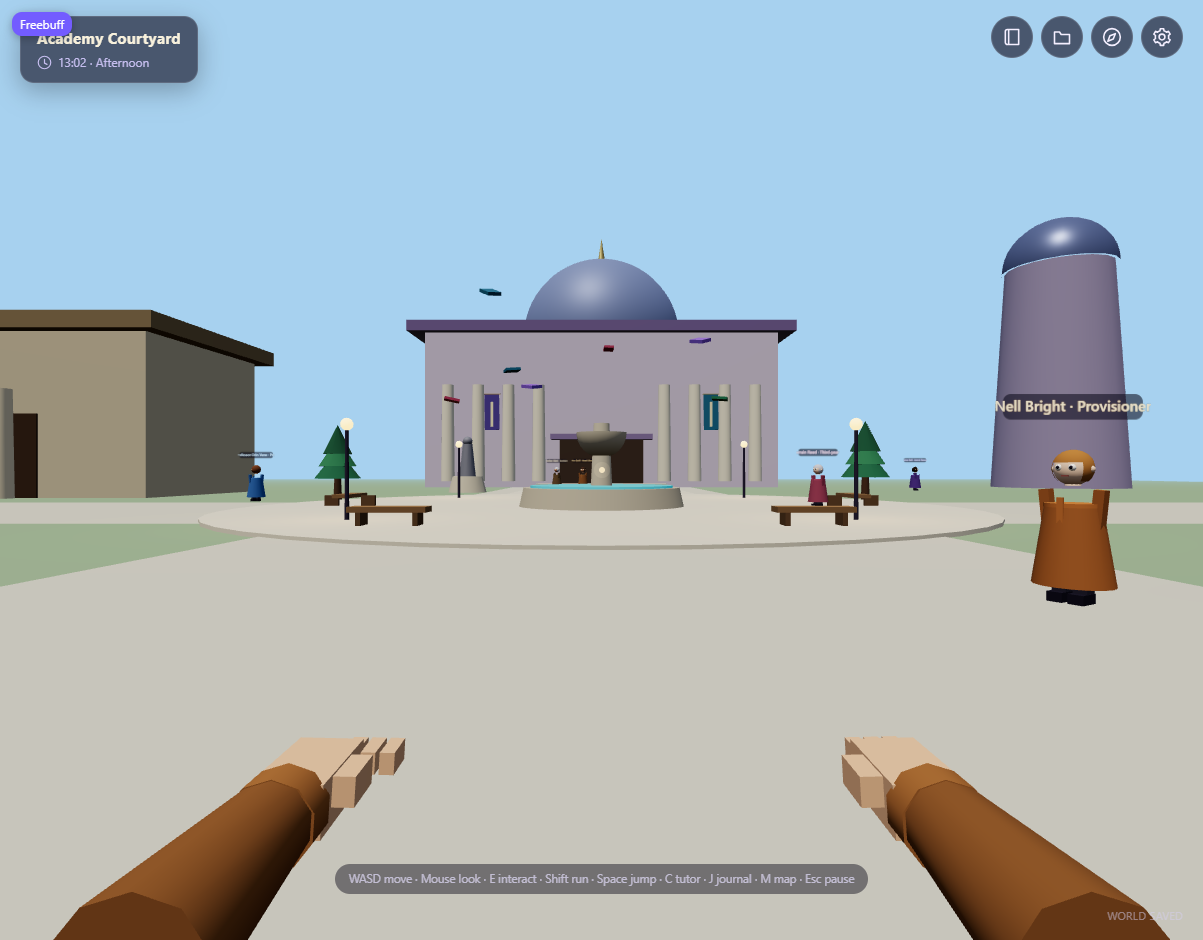 Freebuff
Academy Courtyard
13:02 · Afternoon
Nell Bright · Provisioner
WASD move · Mouse look · E interact · Shift run · Space jump · C tutor · J journal · M map · Esc pause
WORLD SAVED